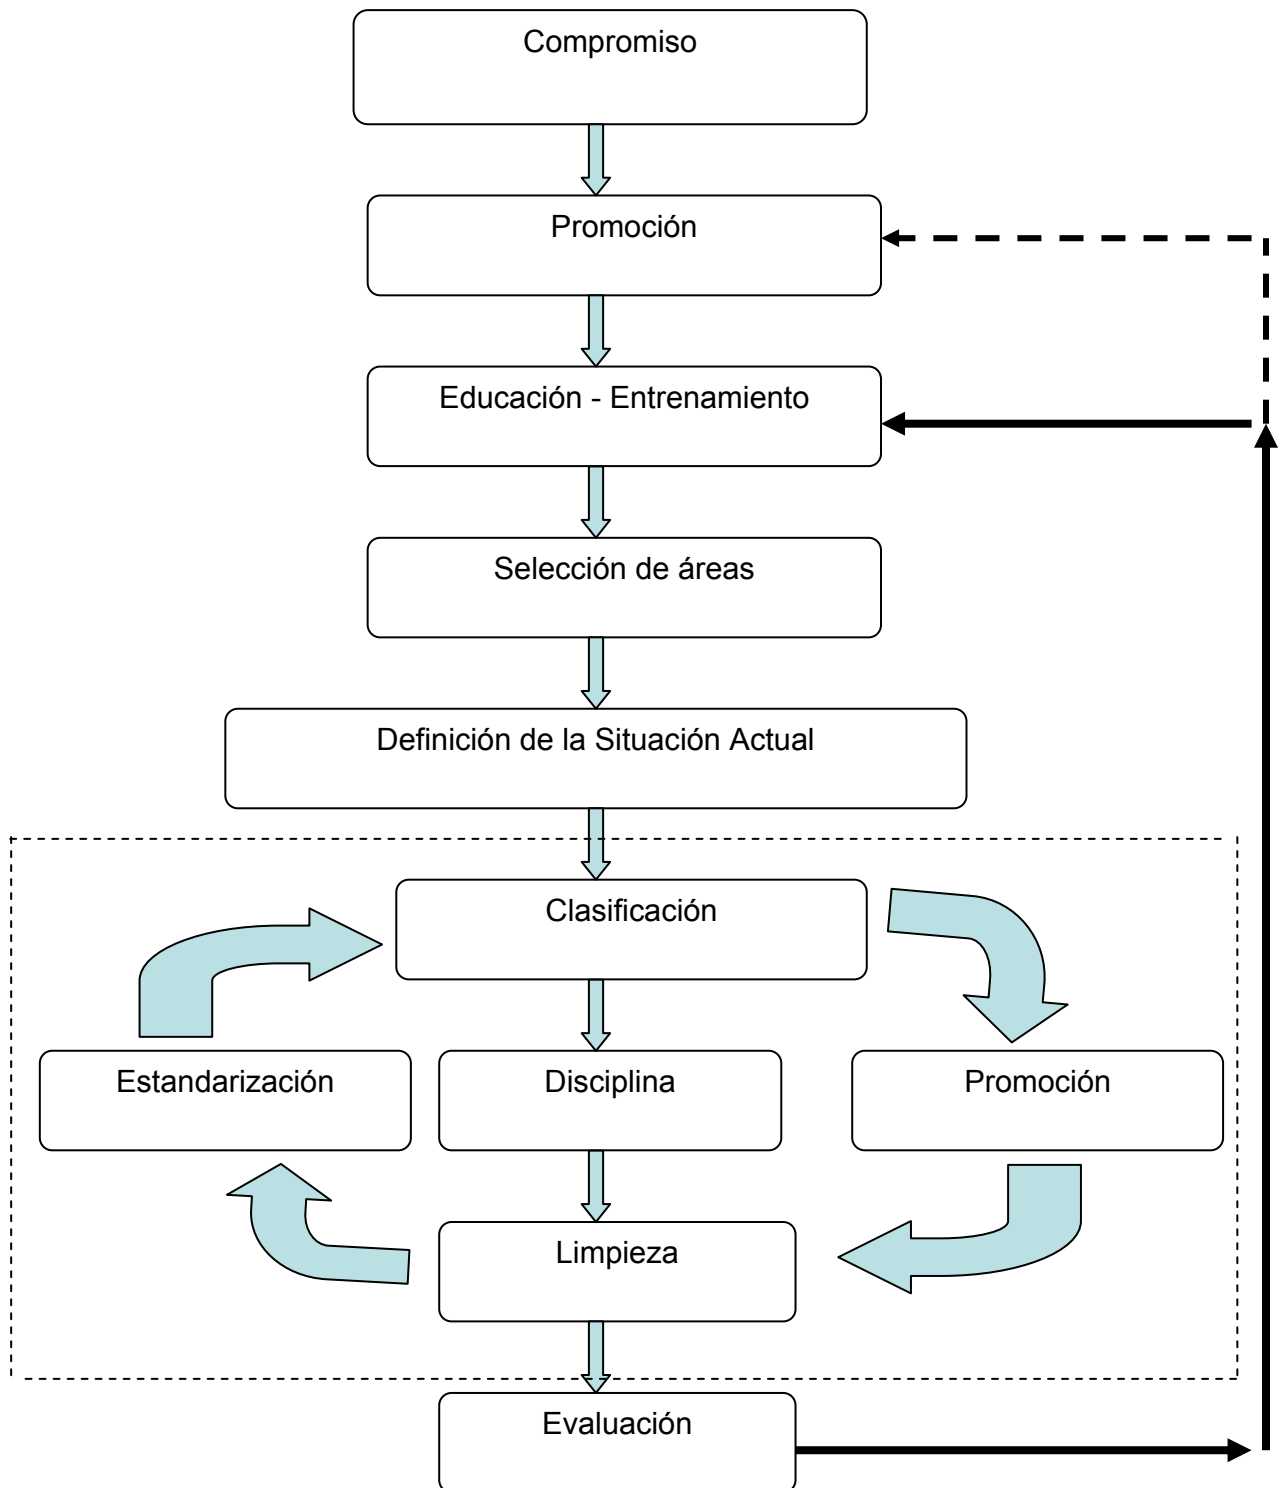 Compromiso
Promoción
Educación - Entrenamiento
Selección de áreas
Definición de la Situación Actual
Clasificación
Estandarización
Disciplina
Promoción
Limpieza
Evaluación